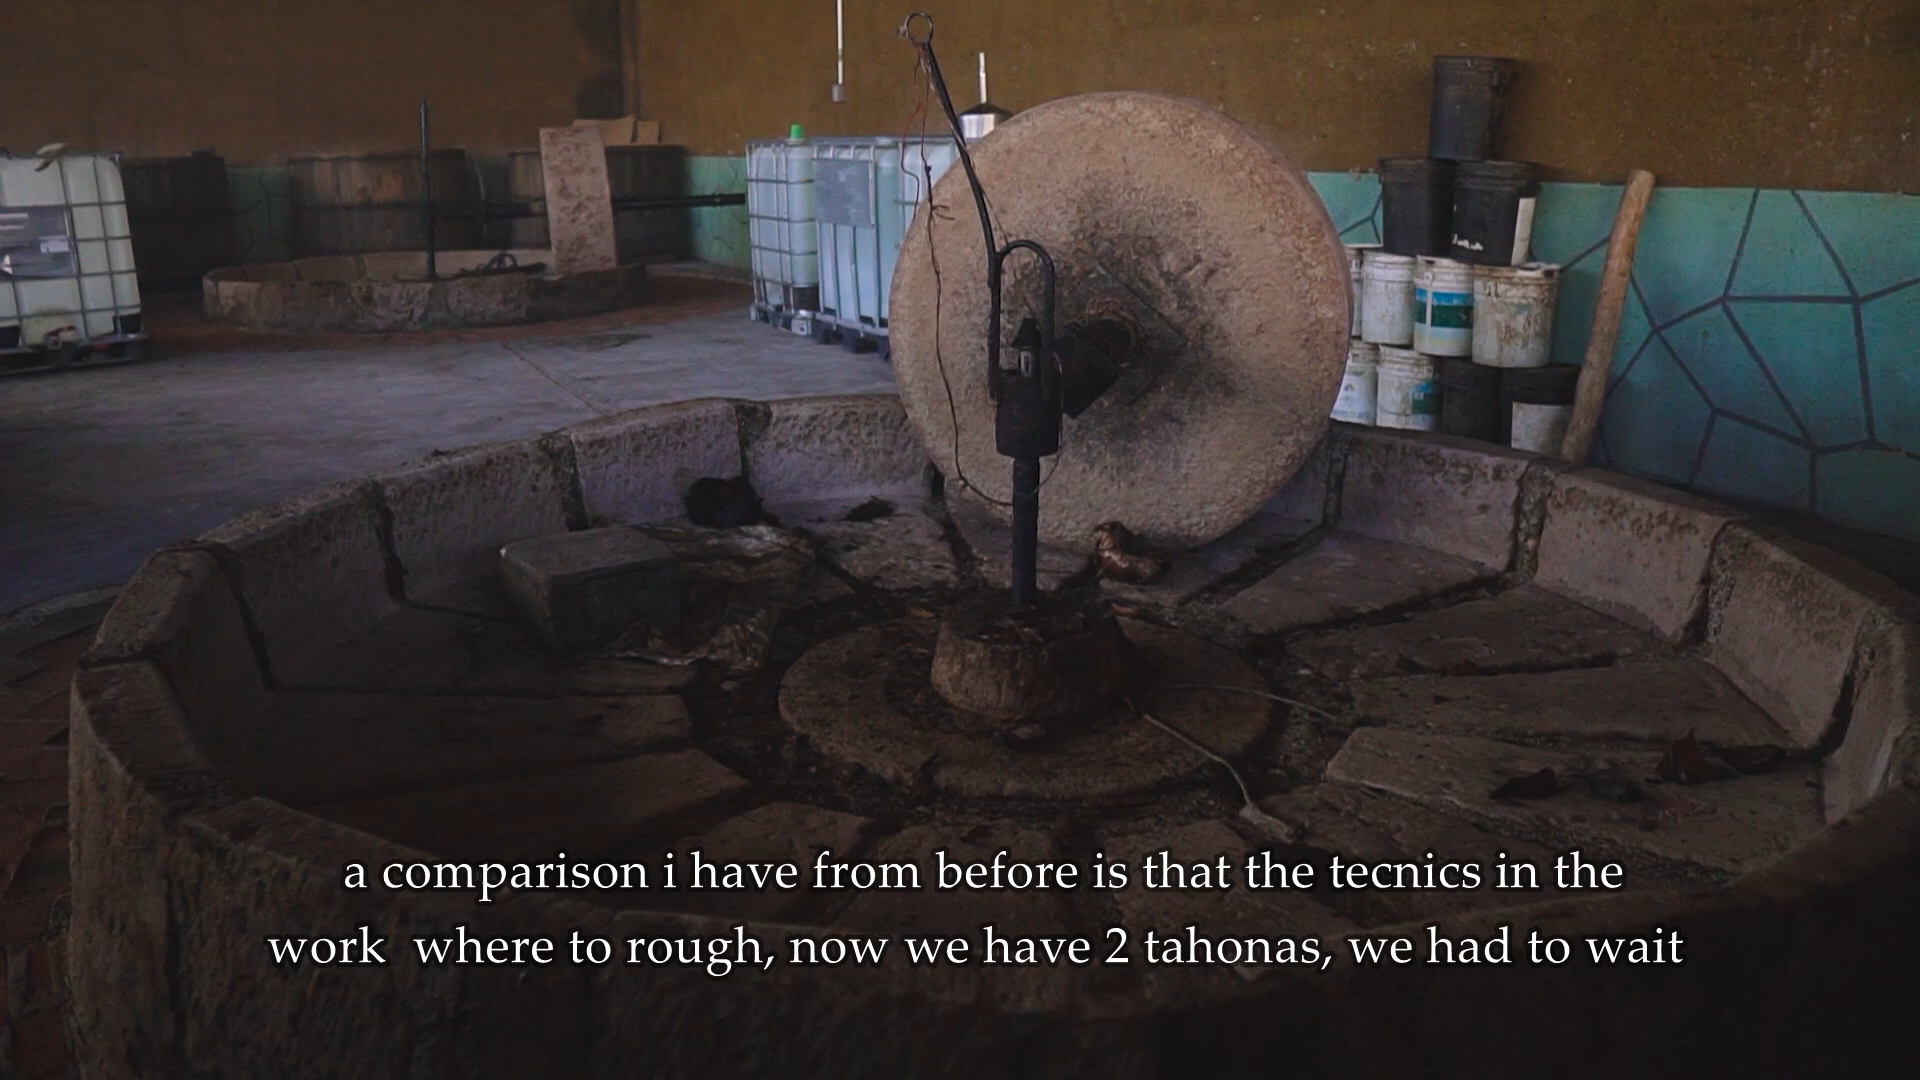 a comparison i have from before is that the tecnics in the
work  where to rough, now we have 2 tahonas, we had to wait